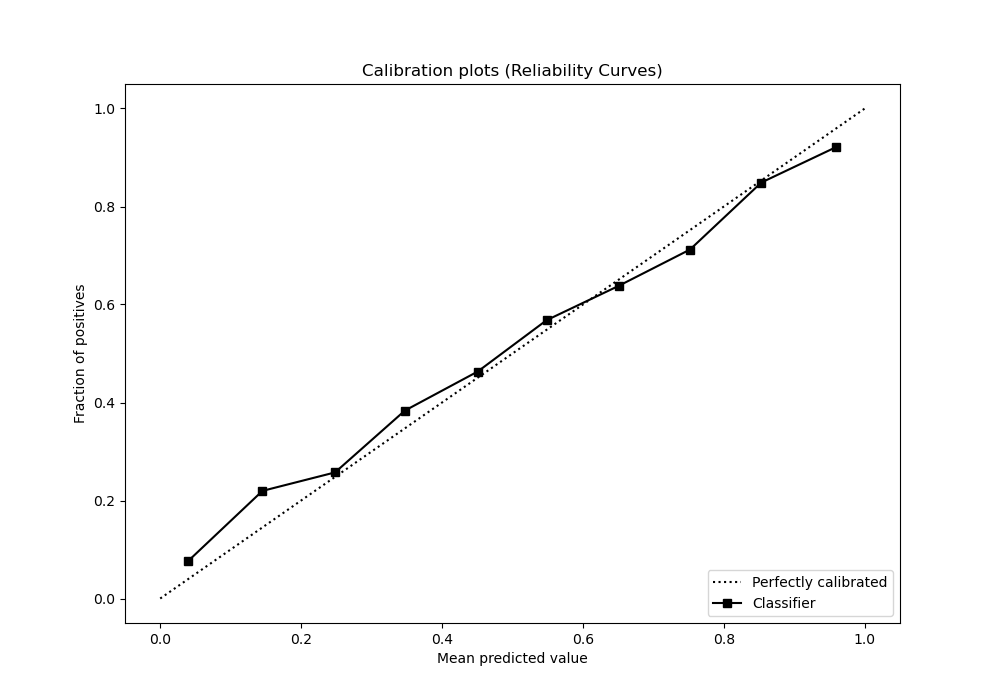 Calibration plots (Reliability Curves)
1.0
0.8
0.6
0.4
0.2
0.0
Fraction of positives
0.0 0.2 0.4 0.6 0.8 1.0
Mean predicted value
Perfectly calibrated
Classifier